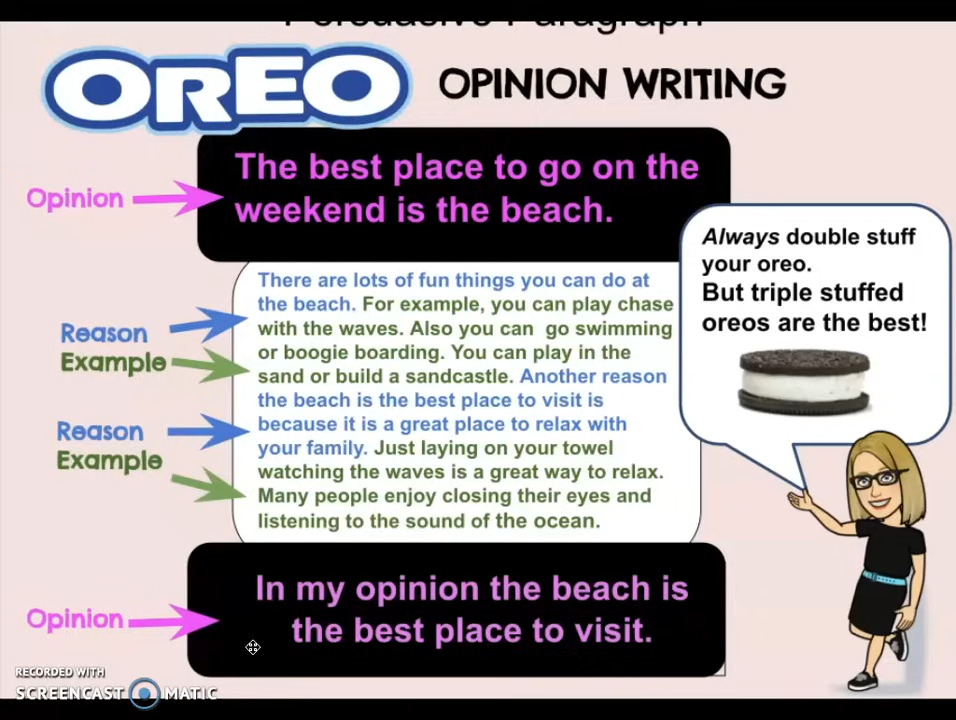 Persuasive Paragraph
OREO OPINION WRITING
Opinion
The best place to go on the
weekend is the beach.
Always double stuff
your oreo.
But triple stuffed
oreos are the best!
Reason
Example
Reason
Example
There are lots of fun things you can do at
the beach. For example, you can play chase
with the waves. Also you can go swimming
or boogie boarding. You can play in the
sand or build a sandcastle. Another reason
the beach is the best place to visit is
because it is a great place to relax with
your family. Just laying on your towel
watching the waves is a great way to relax.
Many people enjoy closing their eyes and
listening to the sound of the ocean.
Opinion
In my opinion the beach is
the best place to visit.
RECORDED WITH
SCREENCAST MATIC